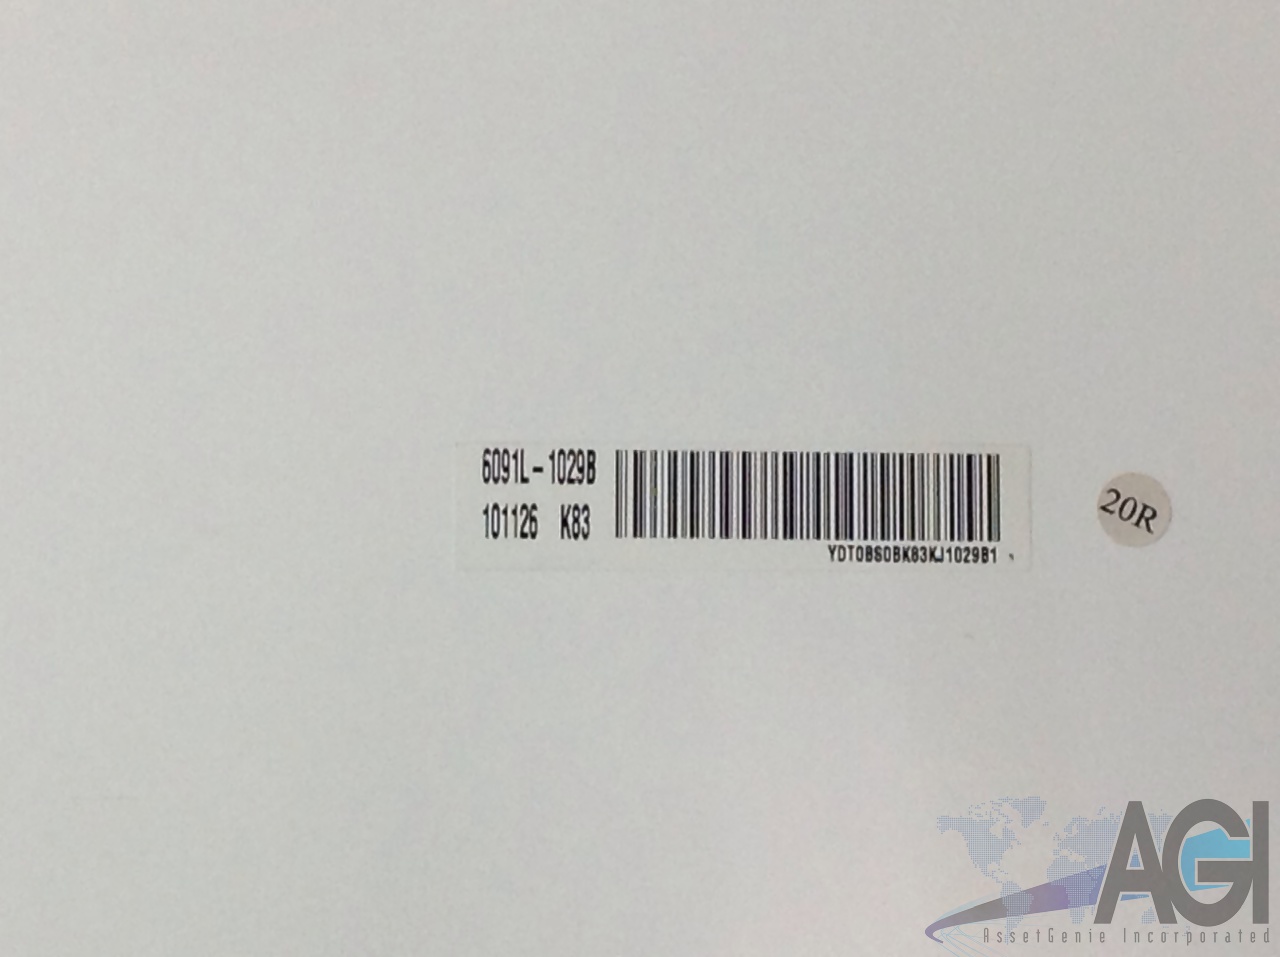 6091L-1029B
101126 K83
YDT0BS0BK83KJ1029B1
20R
AGI
AssetGenie Incorporated